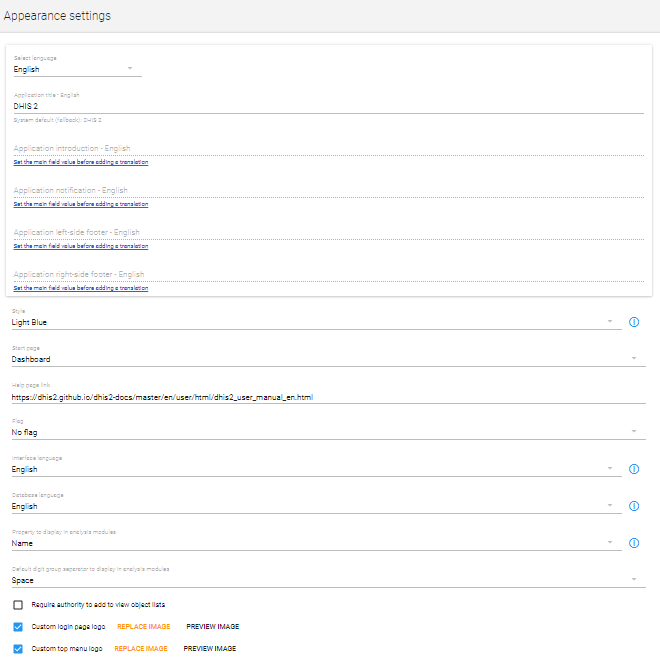 Appearance settings
Select language
English
Application title - English
DHIS 2
System default (fallback): DHIS 2
Application introduction - English
Set the main field value before adding a translation
Application notification - English
Set the main field value before adding a translation
Application left-side footer - English
Set the main field value before adding a translation
Application right-side footer - English
Set the main field value before adding a translation
Style
Light Blue
Start page
Dashboard
Help page link
https://dhis2.github.io/dhis2-docs/master/en/user/html/dhis2_user_manual_en.html
Flag
No flag
Interface language
English
Database language
English
Property to display in analysis modules
Name
Default digit group separator to display in analysis modules
Space
Require authority to add to view object lists
Custom login page logo REPLACE IMAGE PREVIEW IMAGE
Custom top menu logo REPLACE IMAGE PREVIEW IMAGE